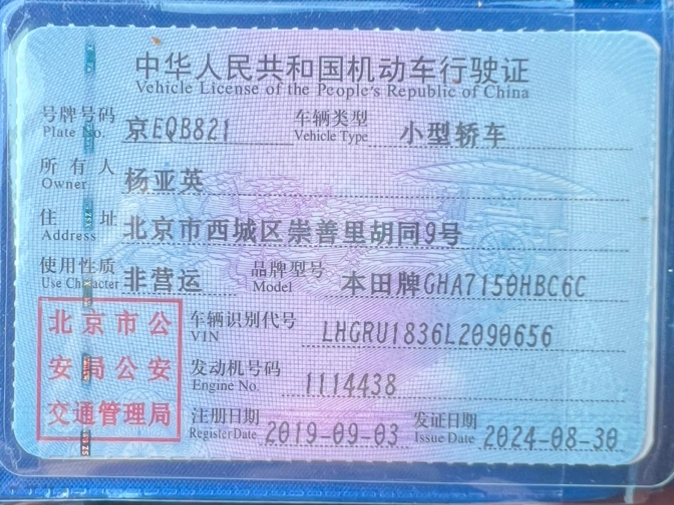 中华人民共和国机动车行驶证
Vehicle License of the People's Republic of China
号牌号码 京EQB821 车辆类型 小型轿车
Plate No. Vehicle Type
所有人 杨亚英
Owner
住址 北京市西城区崇善里胡同9号
Address
使用性质 非营运 品牌型号 本田牌GHA7150HBC6C
Use Character Model
北京市公安局公安交通管理局
车辆识别代号 LHGRU1836L2090656
VIN
发动机号码 1114438
Engine No.
注册日期 2019-09-03 发证日期 2024-08-30
Register Date Issue Date